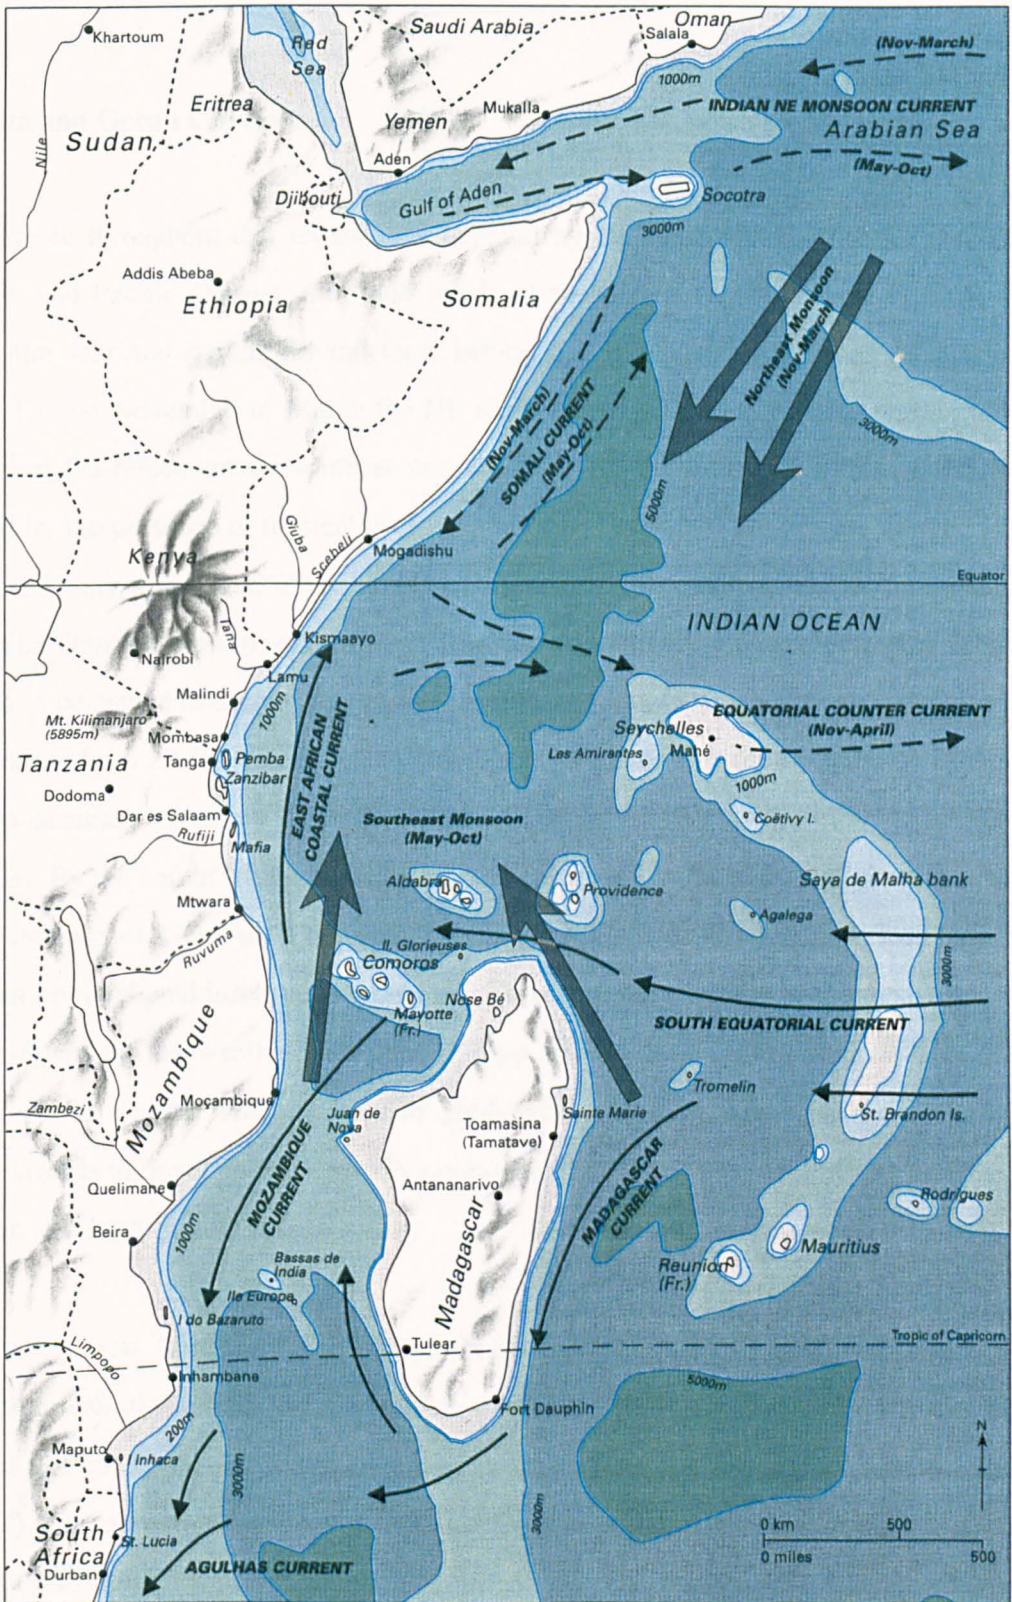 Khartoum
Red
Sea
Saudi Arabia
Oman
Salala
(Nov-March)
1000m
Eritrea
Mukalla
INDIAN NE MONSOON CURRENT
Yemen
Arabian Sea
Sudan
Nile
Aden
(May-Oct)
Djibouti
Gulf of Aden
Socotra
3000m
Addis Abeba
Ethiopia
Somalia
Northeast Monsoon
(Nov-March)
(Nov-March)
SOMALI CURRENT
(May-Oct)
3000m
5000m
Giuba
Scebeli
Mogadishu
Kenya
Equator
INDIAN OCEAN
Tana
Kismaayo
Nairobi
Lamu
Malindi
1000m
Mt. Kilimanjaro
(5895m)
EQUATORIAL COUNTER CURRENT
(Nov-April)
Seychelles
Mombasa
Mahé
Les Amirantes
Tanzania
Tanga
Pemba
Zanzibar
1000m
Dodoma
EAST AFRICAN
COASTAL CURRENT
Dar es Salaam
Southeast Monsoon
(May-Oct)
Coëtivy I.
Rufiji
Mafia
Aldabra
Providence
Saya de Malha bank
Mtwara
Agalega
Ruvuma
Il. Glorieuses
Comoros
3000m
Nose Bé
Mayotte
(Fr.)
SOUTH EQUATORIAL CURRENT
Mozambique
Moçambique
Tromelin
Zambezi
Juan de
Nova
Sainte Marie
St. Brandon Is.
Toamasina
(Tamatave)
MOZAMBIQUE
CURRENT
MADAGASCAR
CURRENT
Quelimane
Antananarivo
Rodrigues
Beira
1000m
Madagascar
Mauritius
Bassas de
India
Reunion
(Fr.)
Ile Europe
I do Bazaruto
Tropic of Capricorn
Limpopo
Tulear
Inhambane
5000m
Fort Dauphin
200m
N
Maputo
I Inhaca
3000m
3000m
0 km 500
South
Africa
St. Lucia
0 miles 500
AGULHAS CURRENT
Durban